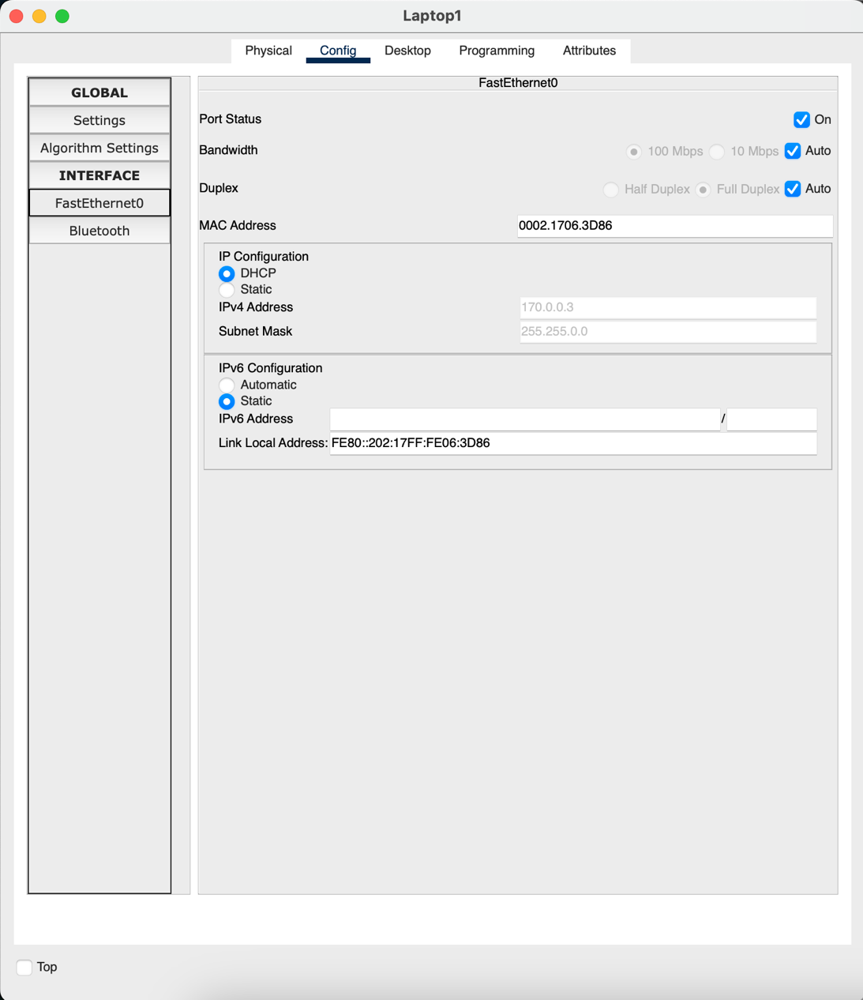 Laptop1
Physical Config Desktop Programming Attributes
GLOBAL
Settings
Algorithm Settings
INTERFACE
FastEthernet0
Bluetooth
FastEthernet0
Port Status On
Bandwidth 100 Mbps 10 Mbps Auto
Duplex Half Duplex Full Duplex Auto
MAC Address 0002.1706.3D86
IP Configuration
DHCP
Static
IPv4 Address 170.0.0.3
Subnet Mask 255.255.0.0
IPv6 Configuration
Automatic
Static
IPv6 Address /
Link Local Address: FE80::202:17FF:FE06:3D86
Top